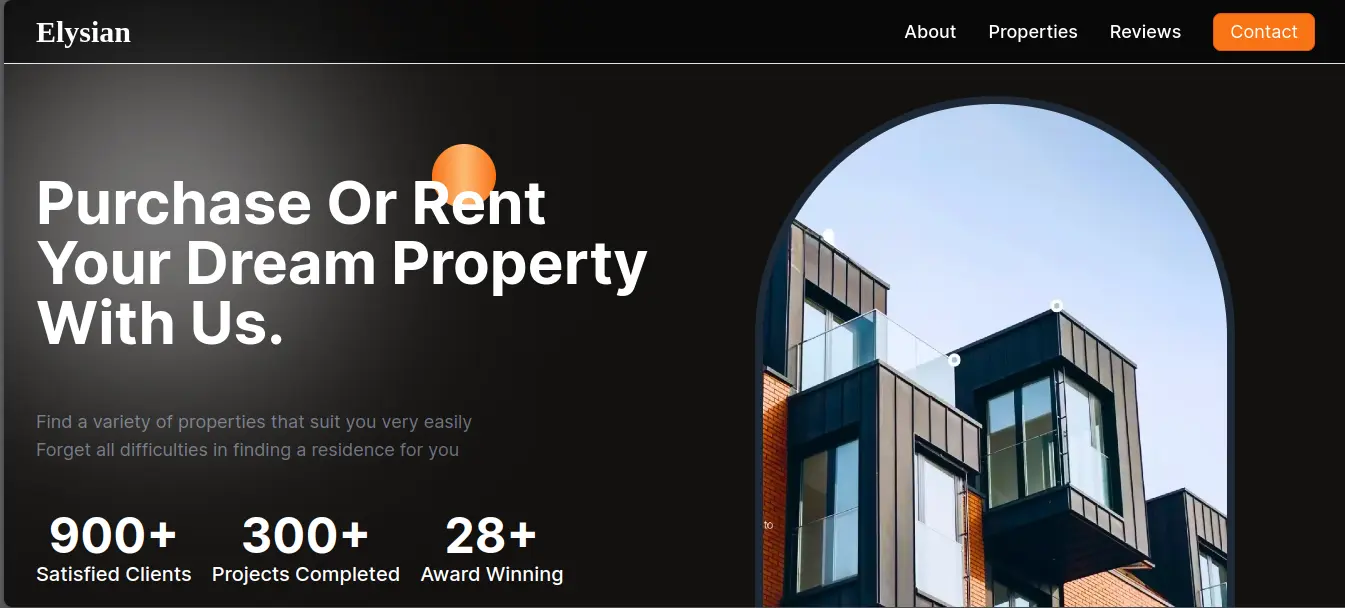 Elysian
About Properties Reviews Contact
Purchase Or Rent
Your Dream Property
With Us.
Find a variety of properties that suit you very easily
Forget all difficulties in finding a residence for you
900+ 300+ 28+
Satisfied Clients Projects Completed Award Winning
to